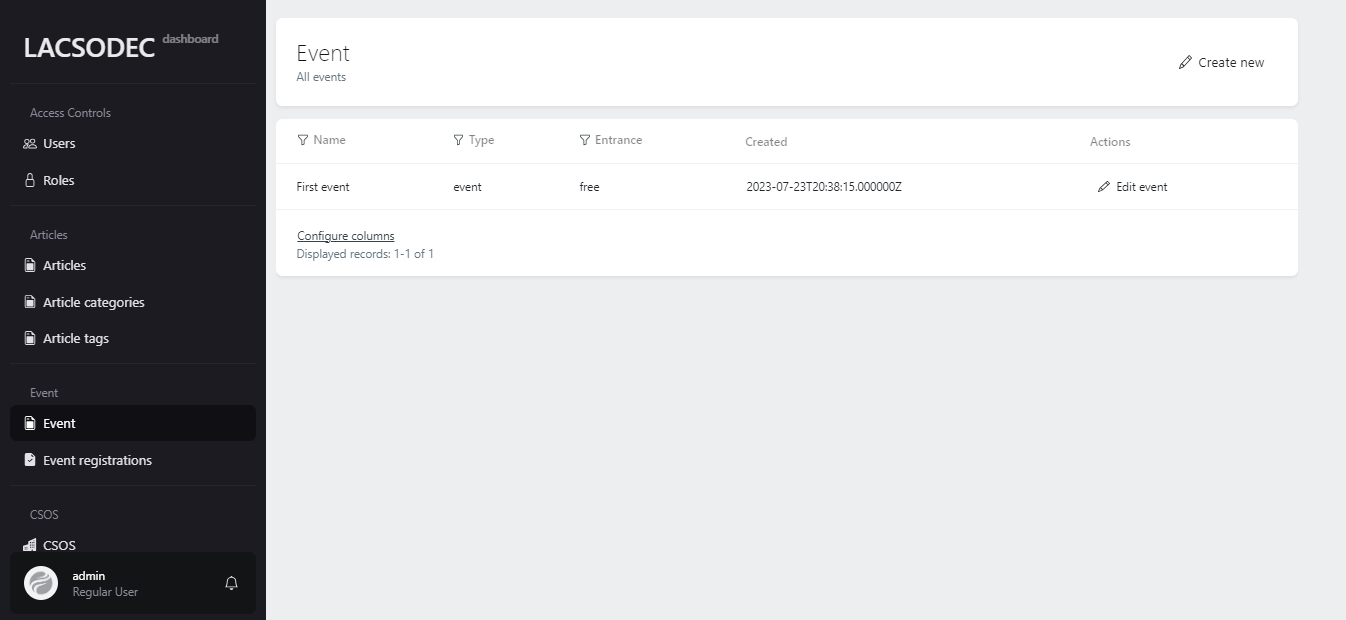 LACSODEC dashboard
Access Controls
Users
Roles
Articles
Articles
Article categories
Article tags
Event
Event
Event registrations
CSOS
CSOS
admin
Regular User
Event
All events
Create new
Name Type Entrance Created Actions
First event event free 2023-07-23T20:38:15.000000Z Edit event
Configure columns
Displayed records: 1-1 of 1